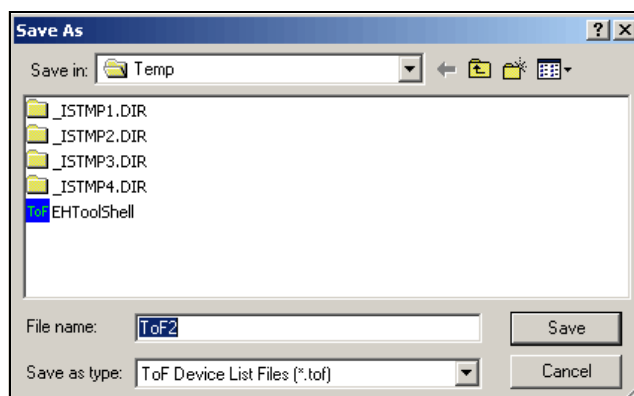 Save As
Save in: Temp
_ISTMP1.DIR
_ISTMP2.DIR
_ISTMP3.DIR
_ISTMP4.DIR
ToF EHToolShell
File name: ToF2 Save
Save as type: ToF Device List Files (*.tof) Cancel